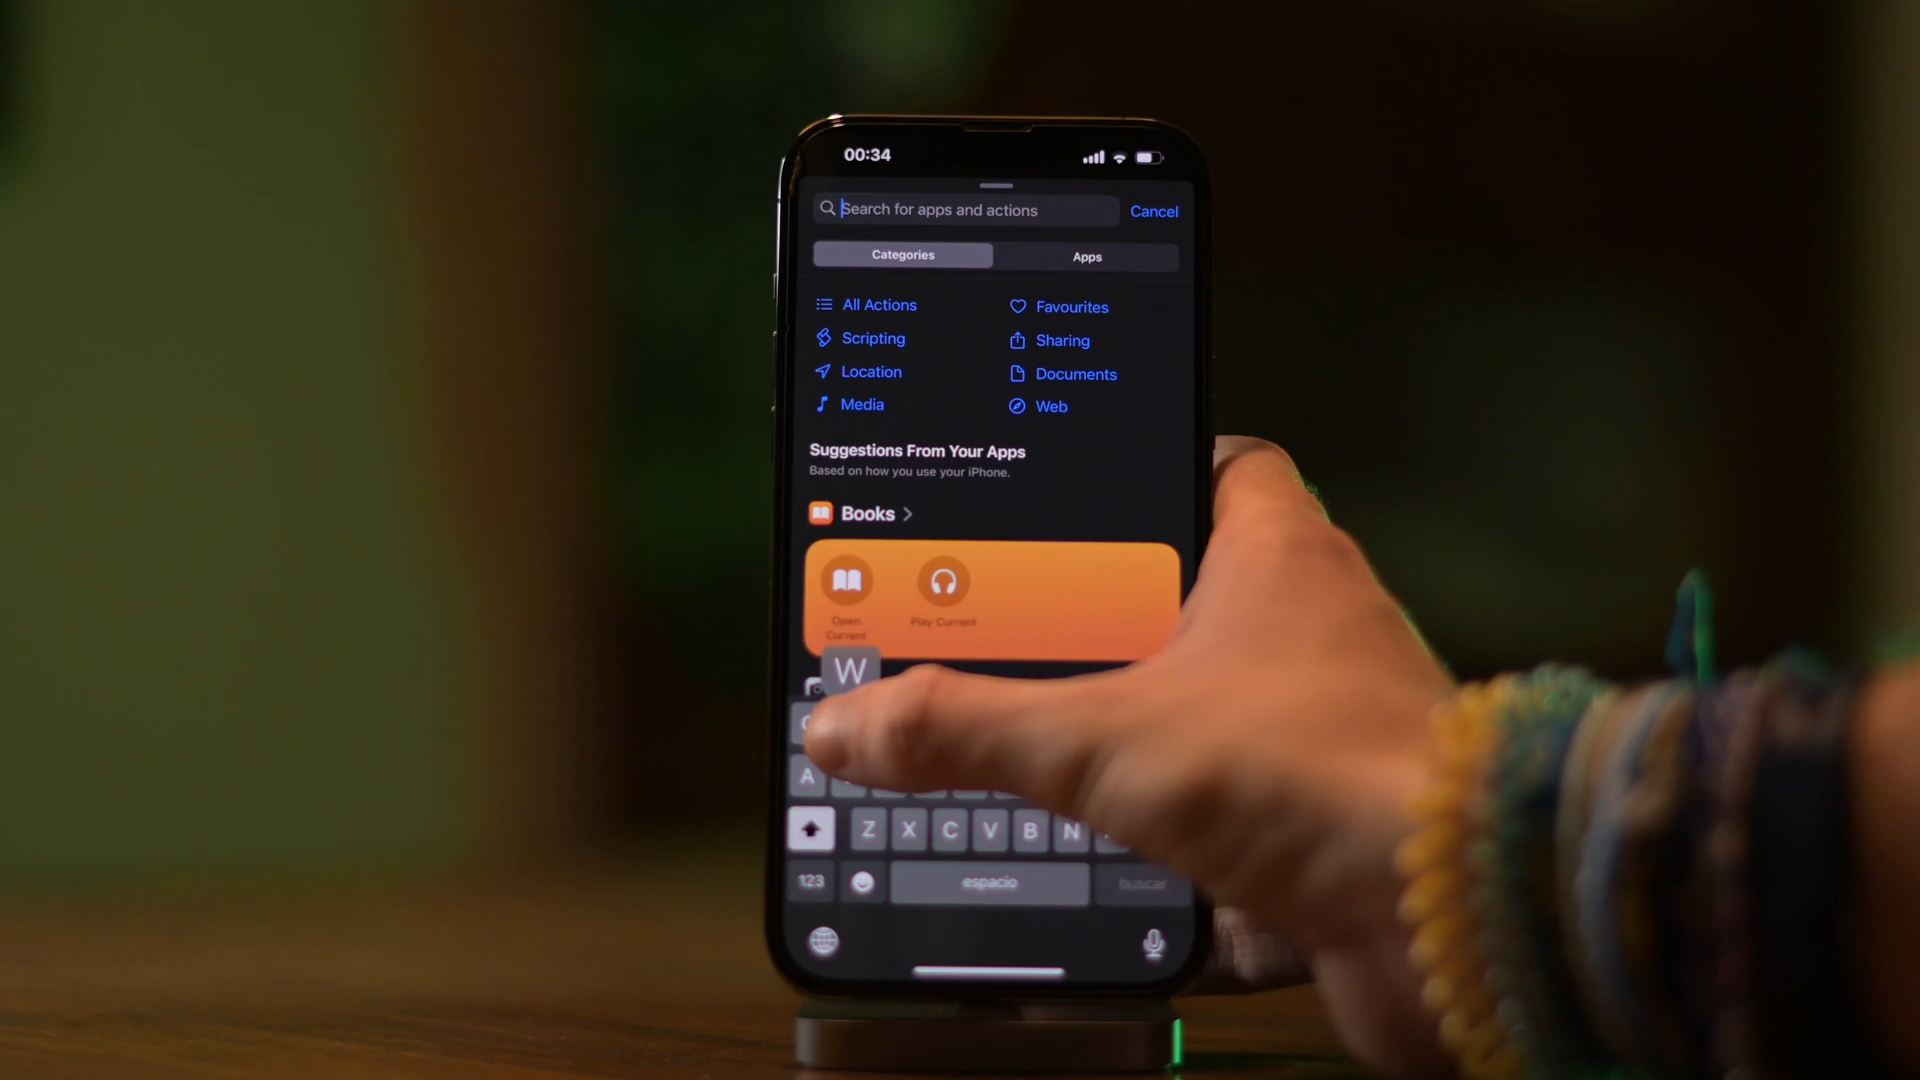 00:34
Search for apps and actions
Cancel
Categories
Apps
All Actions
Favourites
Scripting
Sharing
Location
Documents
Media
Web
Suggestions From Your Apps
Based on how you use your iPhone.
Books
Open
Current
Play Current
W
A
Z X C V B N
123
espacio
buscar